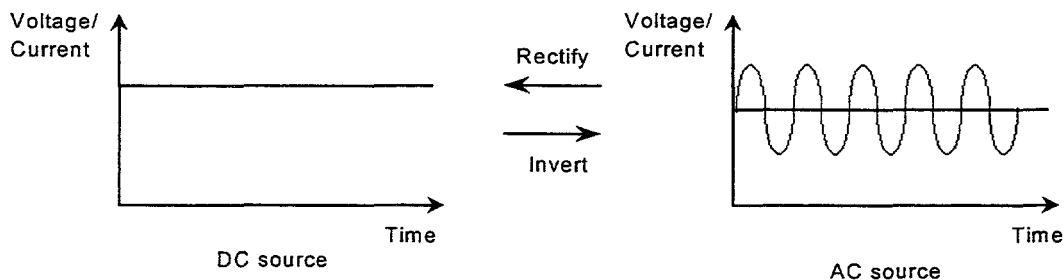 Voltage/
Current
Time
DC source
Rectify
Invert
Voltage/
Current
Time
AC source